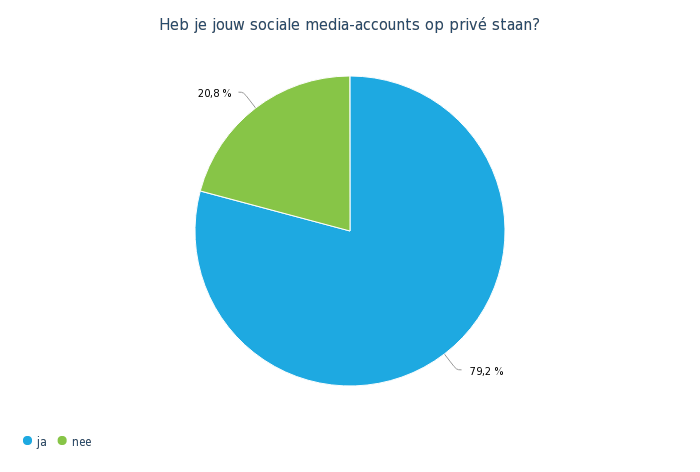 Heb je jouw sociale media-accounts op privé staan?
20,8 %
79,2 %
ja
nee